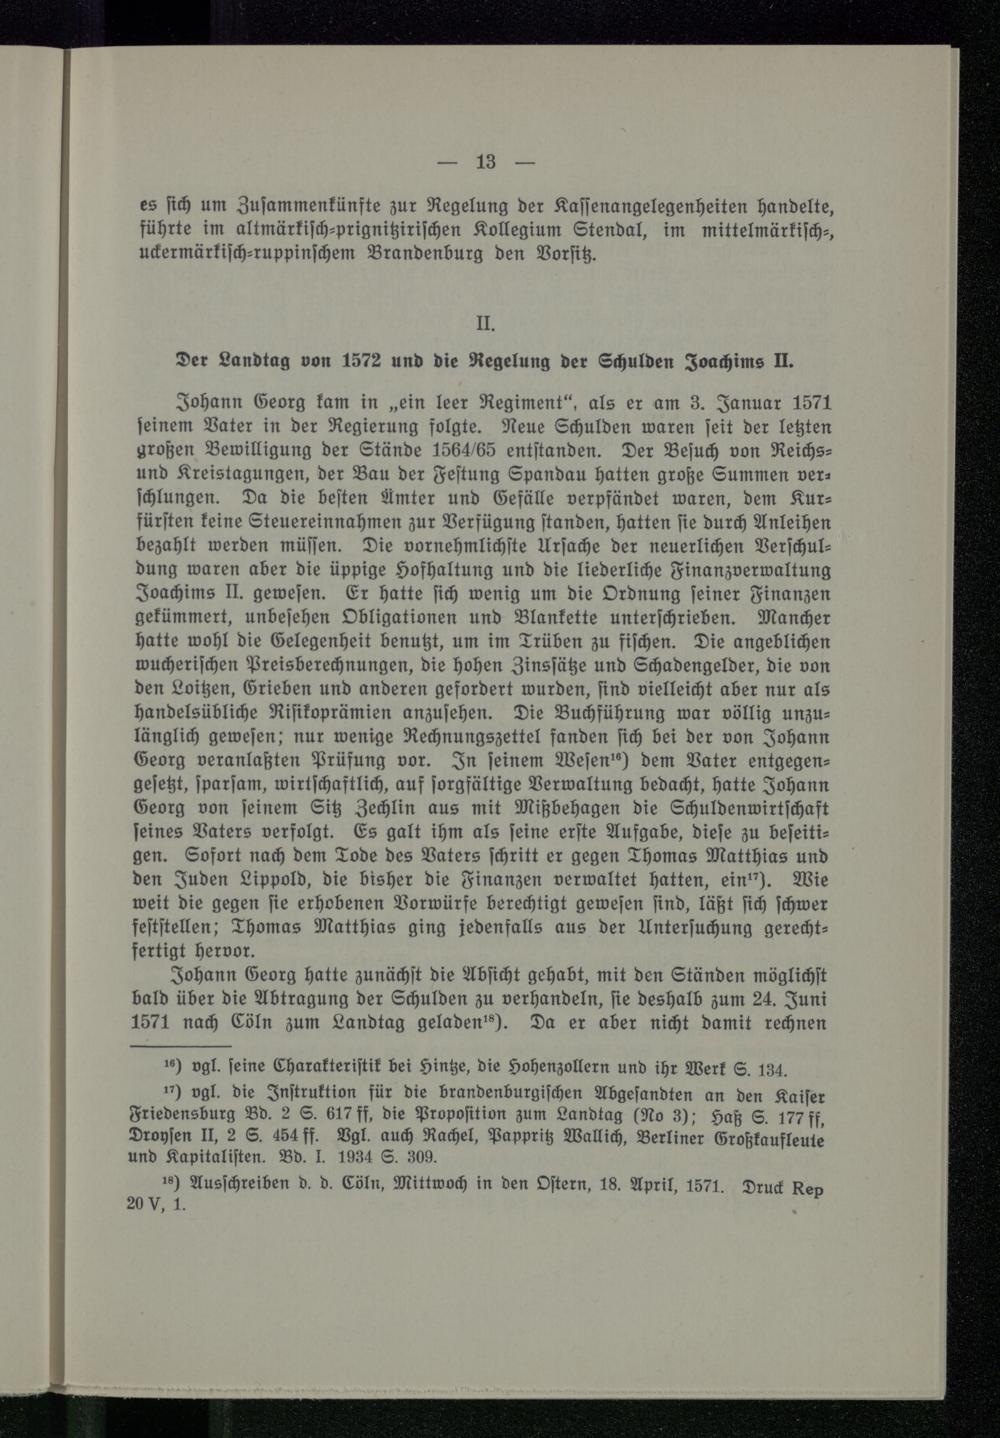 — 13 —
es sich um Zusammenkünfte zur Regelung der Kassenangelegenheiten handelte,
führte im altmärkisch-prignitzirischen Kollegium Stendal, im mittelmärkisch-,
uckermärkisch-ruppinschem Brandenburg den Vorsitz.
II.
Der Landtag von 1572 und die Regelung der Schulden Joachims II.
Johann Georg kam in „ein leer Regiment“, als er am 3. Januar 1571
seinem Vater in der Regierung folgte. Neue Schulden waren seit der letzten
großen Bewilligung der Stände 1564/65 entstanden. Der Besuch von Reichs-
und Kreistagungen, der Bau der Festung Spandau hatten große Summen ver-
schlungen. Da die besten Ämter und Gefälle verpfändet waren, dem Kur-
fürsten keine Steuereinnahmen zur Verfügung standen, hatten sie durch Anleihen
bezahlt werden müssen. Die vornehmlichste Ursache der neuerlichen Verschul-
dung waren aber die üppige Hofhaltung und die liederliche Finanzverwaltung
Joachims II. gewesen. Er hatte sich wenig um die Ordnung seiner Finanzen
gekümmert, unbesehen Obligationen und Blankette unterschrieben. Mancher
hatte wohl die Gelegenheit benutzt, um im Trüben zu fischen. Die angeblichen
wucherischen Preisberechnungen, die hohen Zinssätze und Schadengelder, die von
den Loitzen, Grieben und anderen gefordert wurden, sind vielleicht aber nur als
handelsübliche Risikoprämien anzusehen. Die Buchführung war völlig unzu-
länglich gewesen; nur wenige Rechnungszettel fanden sich bei der von Johann
Georg veranlaßten Prüfung vor. In seinem Wesen¹⁶) dem Vater entgegen-
gesetzt, sparsam, wirtschaftlich, auf sorgfältige Verwaltung bedacht, hatte Johann
Georg von seinem Sitz Zechlin aus mit Mißbehagen die Schuldenwirtschaft
seines Vaters verfolgt. Es galt ihm als seine erste Aufgabe, diese zu beseiti-
gen. Sofort nach dem Tode des Vaters schritt er gegen Thomas Matthias und
den Juden Lippold, die bisher die Finanzen verwaltet hatten, ein¹⁷). Wie
weit die gegen sie erhobenen Vorwürfe berechtigt gewesen sind, läßt sich schwer
feststellen; Thomas Matthias ging jedenfalls aus der Untersuchung gerecht-
fertigt hervor.
Johann Georg hatte zunächst die Absicht gehabt, mit den Ständen möglichst
bald über die Abtragung der Schulden zu verhandeln, sie deshalb zum 24. Juni
1571 nach Cöln zum Landtag geladen¹⁸). Da er aber nicht damit rechnen
¹⁶) vgl. seine Charakteristik bei Hintze, die Hohenzollern und ihr Werk S. 134.
¹⁷) vgl. die Instruktion für die brandenburgischen Abgesandten an den Kaiser
Friedensburg Bd. 2 S. 617 ff, die Proposition zum Landtag (No 3); Haß S. 177 ff,
Droysen II, 2 S. 454 ff. Vgl. auch Rachel, Pappritz Wallich, Berliner Großkaufleute
und Kapitalisten. Bd. I. 1934 S. 309.
¹⁸) Ausschreiben d. d. Cöln, Mittwoch in den Ostern, 18. April, 1571. Druck Rep
20 V, 1.